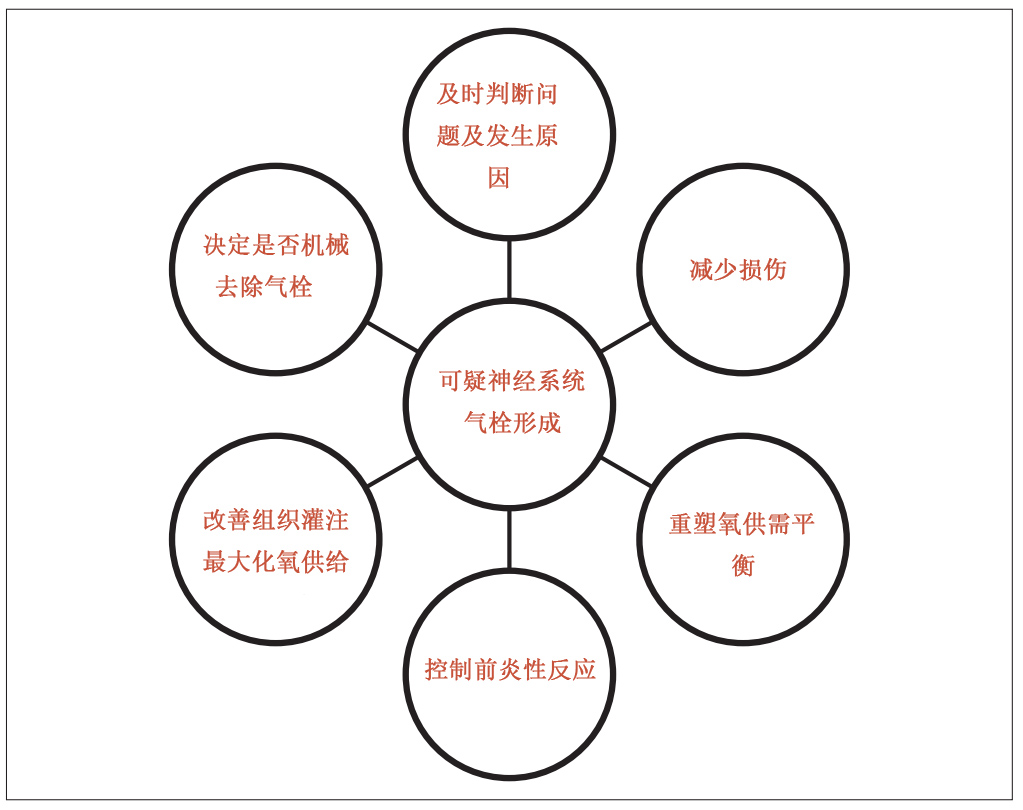 及时判断问
题及发生原
因
决定是否机械
去除气栓
减少损伤
可疑神经系统
气栓形成
改善组织灌注
最大化氧供给
重塑氧供需平
衡
控制前炎性反应